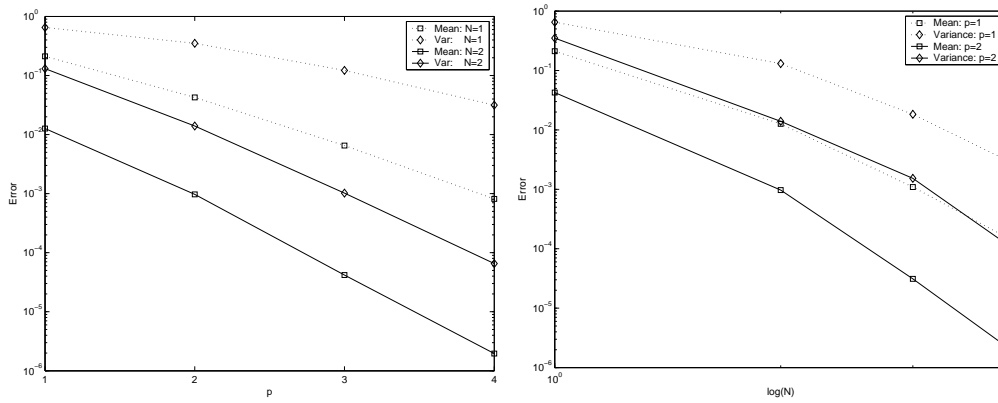 10^0
10^-1
10^-2
10^-3
10^-4
10^-5
10^-6
Error
1
2
3
4
p
Mean: N=1
Var: N=1
Mean: N=2
Var: N=2
10^0
10^-1
10^-2
10^-3
10^-4
10^-5
10^-6
Error
10^0
log(N)
Mean: p=1
Variance: p=1
Mean: p=2
Variance: p=2